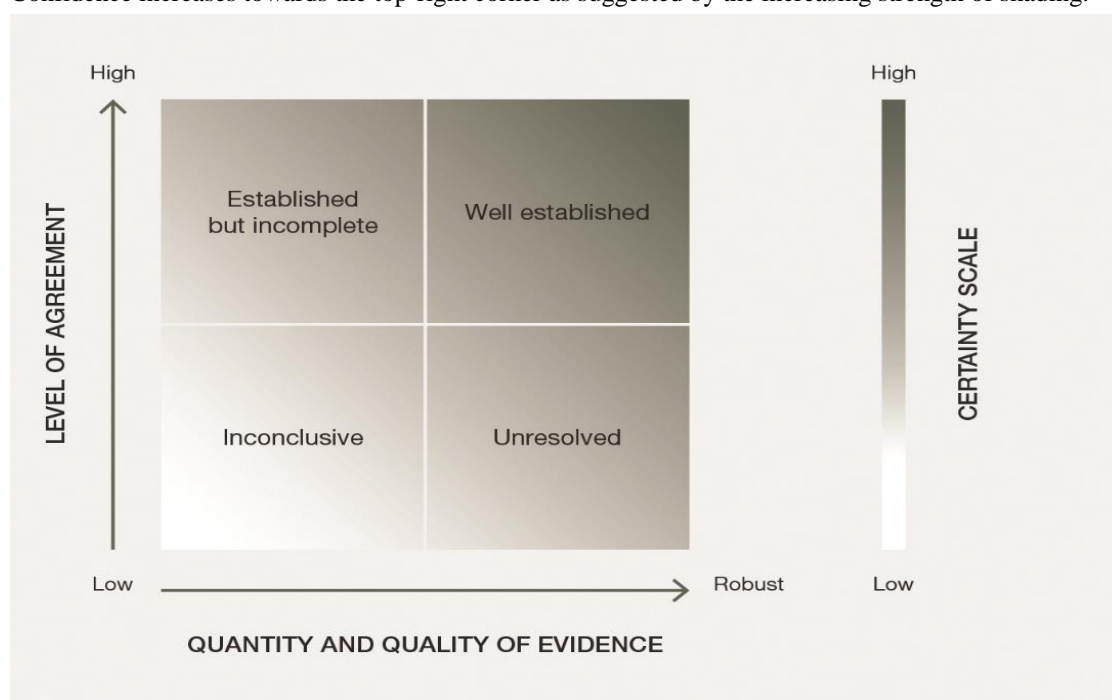 Confidence increases towards the top-right corner as suggested by the increasing strength of shading.
High
High
LEVEL OF AGREEMENT
Established
but incomplete
Well established
CERTAINTY SCALE
Inconclusive
Unresolved
Low
Robust
Low
QUANTITY AND QUALITY OF EVIDENCE